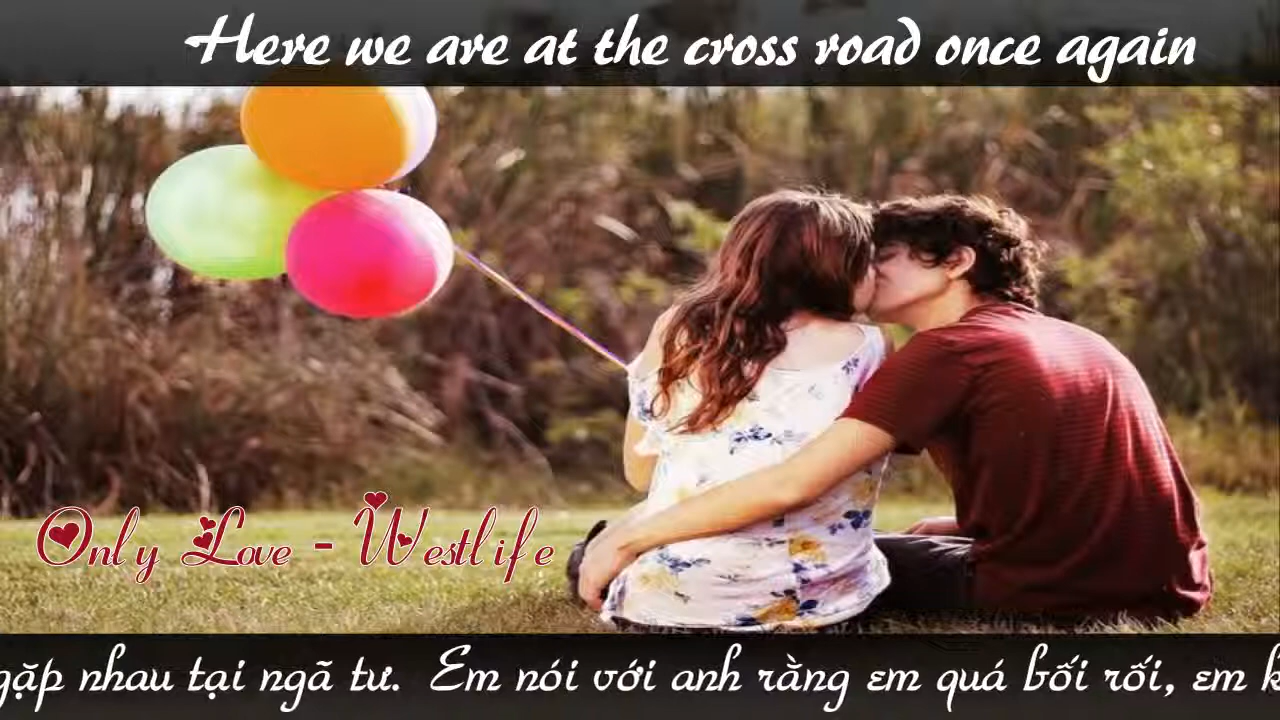 Here we are at the cross road once again
Only Love - Westlife
gặp nhau tại ngã tư. Em nói với anh rằng em quá bối rối, em